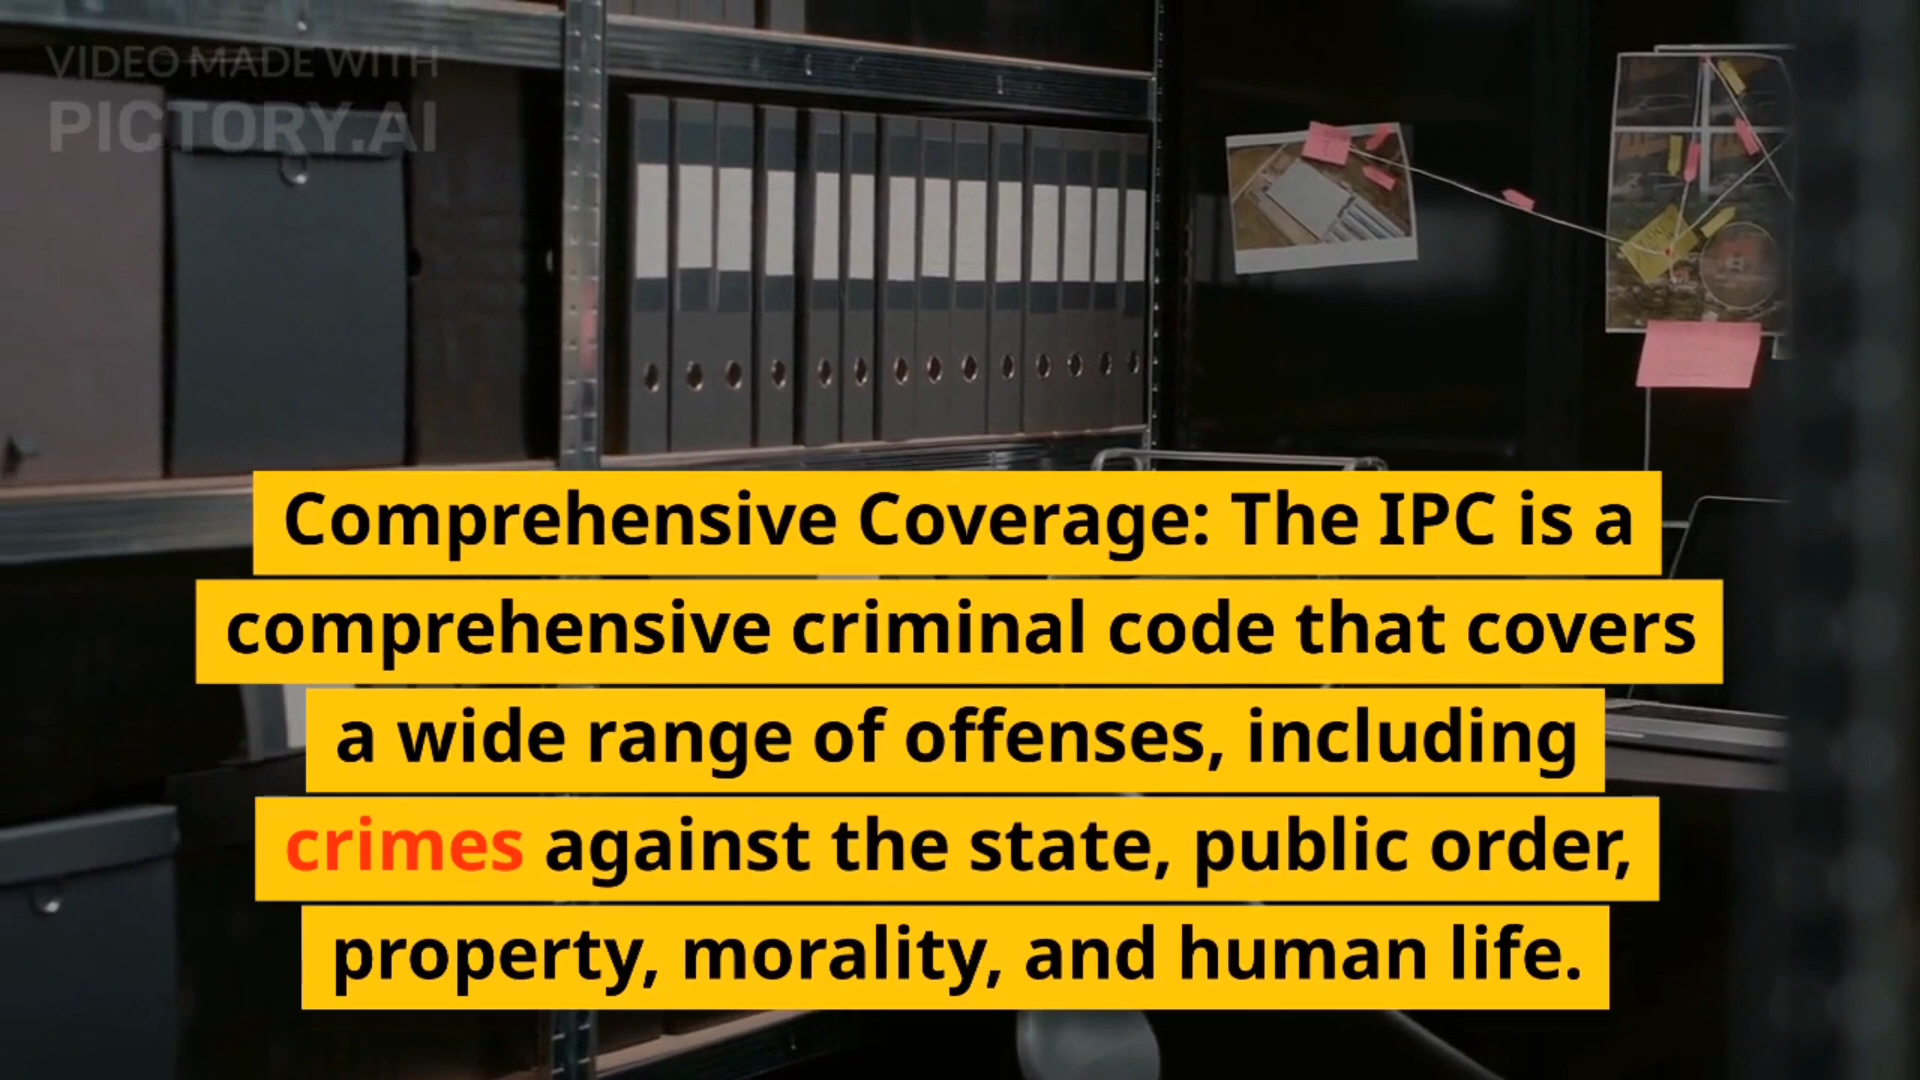 VIDEO MADE WITH
PICTORY.AI
Comprehensive Coverage: The IPC is a
comprehensive criminal code that covers
a wide range of offenses, including
crimes against the state, public order,
property, morality, and human life.